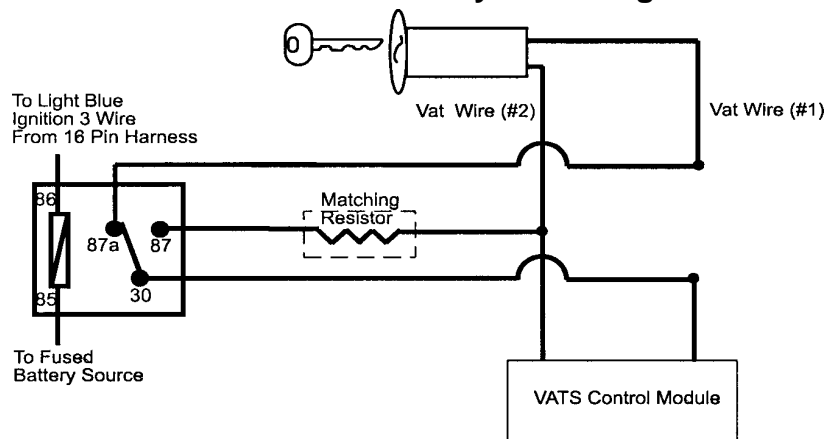 Vat Wire (#2)
Vat Wire (#1)
To Light Blue
Ignition 3 Wire
From 16 Pin Harness
86
87a
87
Matching
Resistor
30
85
To Fused
Battery Source
VATS Control Module